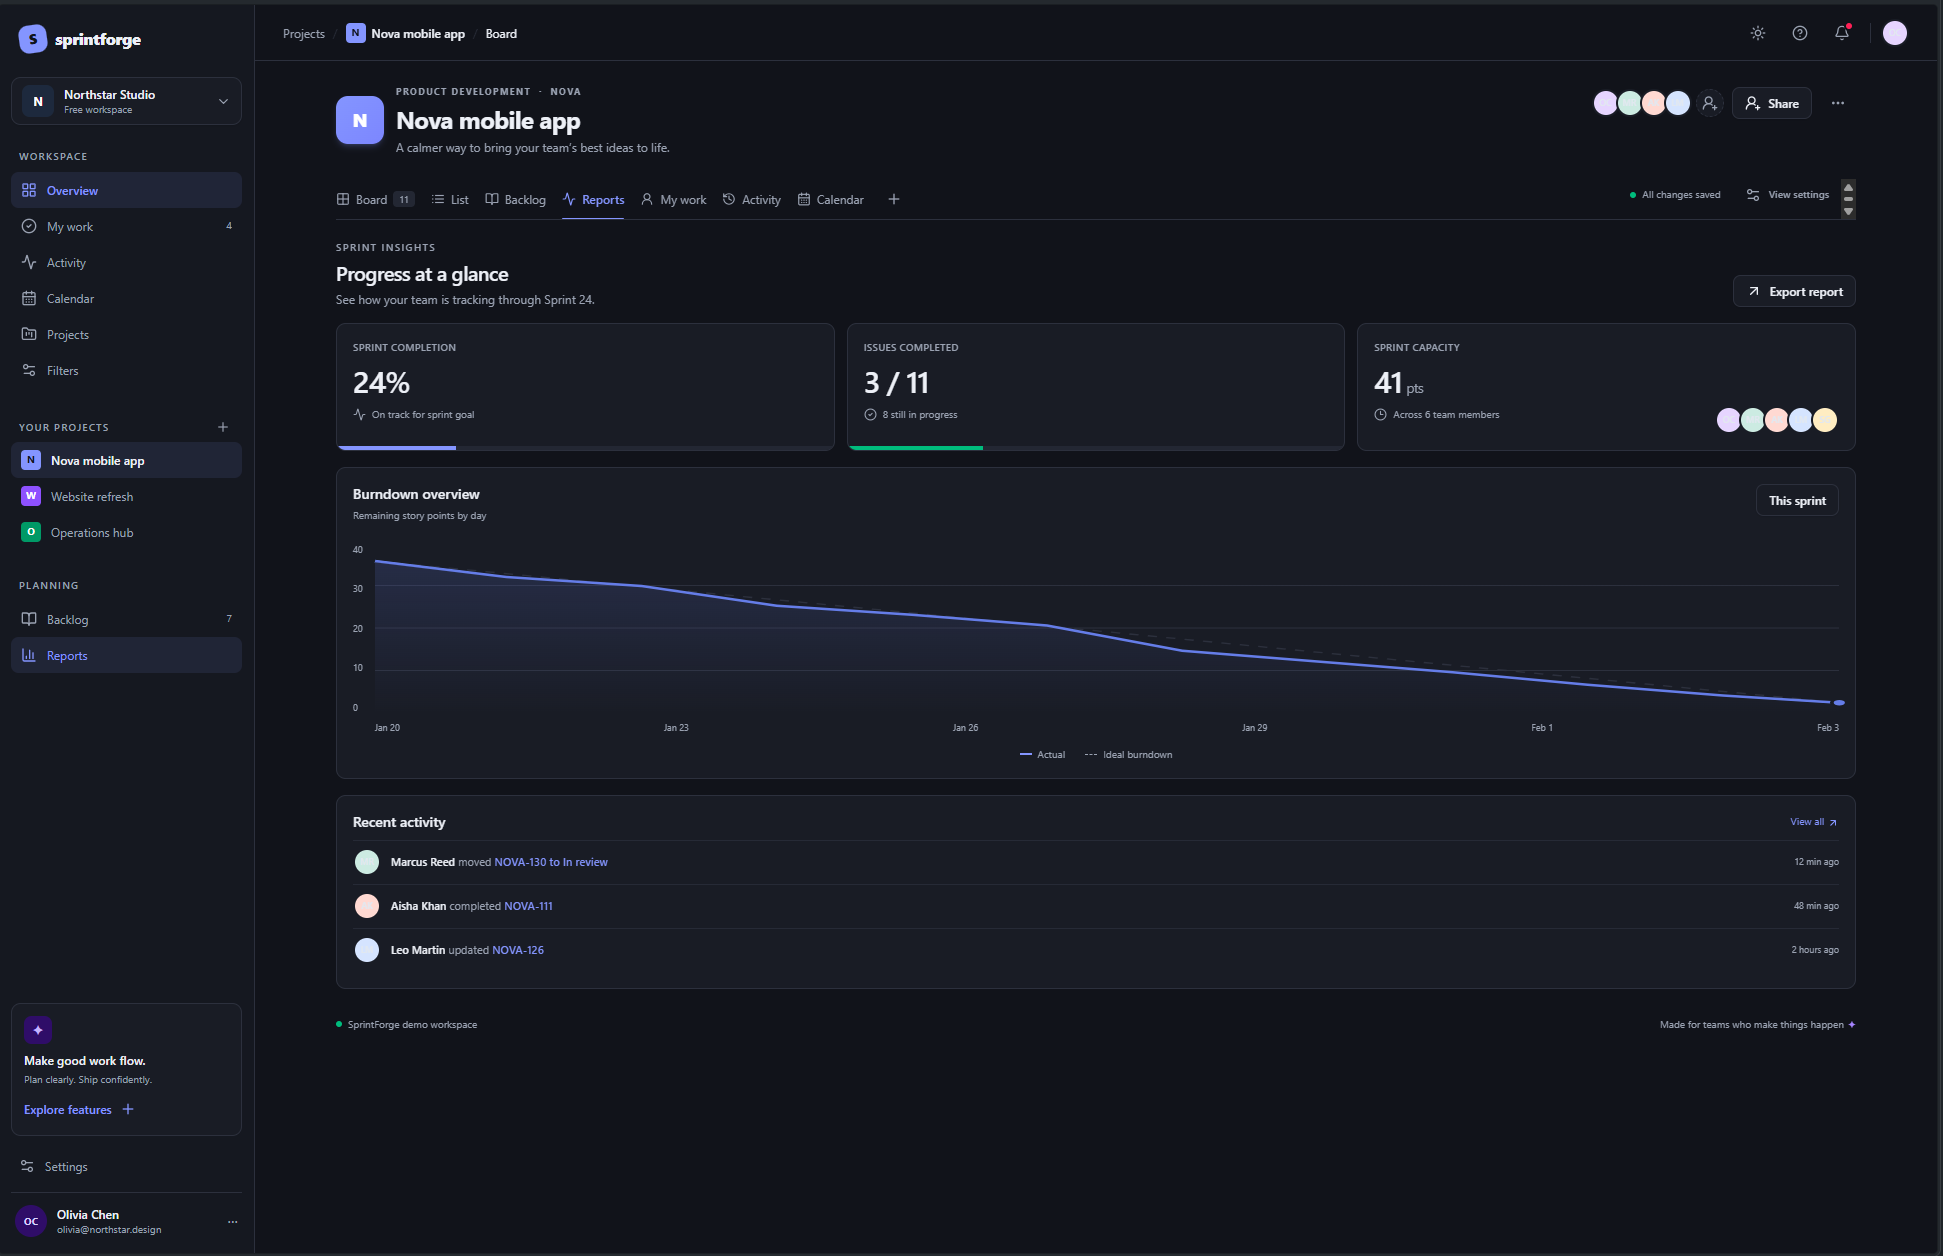 S sprintforge
N Northstar Studio
Free workspace
WORKSPACE
Overview
My work 4
Activity
Calendar
Projects
Filters
YOUR PROJECTS
N Nova mobile app
W Website refresh
O Operations hub
PLANNING
Backlog 7
Reports
Make good work flow.
Plan clearly. Ship confidently.
Explore features
Settings
OC Olivia Chen
olivia@northstar.design
Projects / N Nova mobile app / Board
PRODUCT DEVELOPMENT · NOVA
N Nova mobile app
A calmer way to bring your team's best ideas to life.
Share
Board 11 List Backlog Reports My work Activity Calendar
All changes saved View settings
SPRINT INSIGHTS
Progress at a glance
See how your team is tracking through Sprint 24.
Export report
SPRINT COMPLETION
24%
On track for sprint goal
ISSUES COMPLETED
3 / 11
8 still in progress
SPRINT CAPACITY
41 pts
Across 6 team members
Burndown overview
Remaining story points by day
This sprint
40
30
20
10
0
Jan 20 Jan 23 Jan 26 Jan 29 Feb 1 Feb 3
Actual Ideal burndown
Recent activity
View all
Marcus Reed moved NOVA-130 to In review 12 min ago
Aisha Khan completed NOVA-111 48 min ago
Leo Martin updated NOVA-126 2 hours ago
SprintForge demo workspace
Made for teams who make things happen